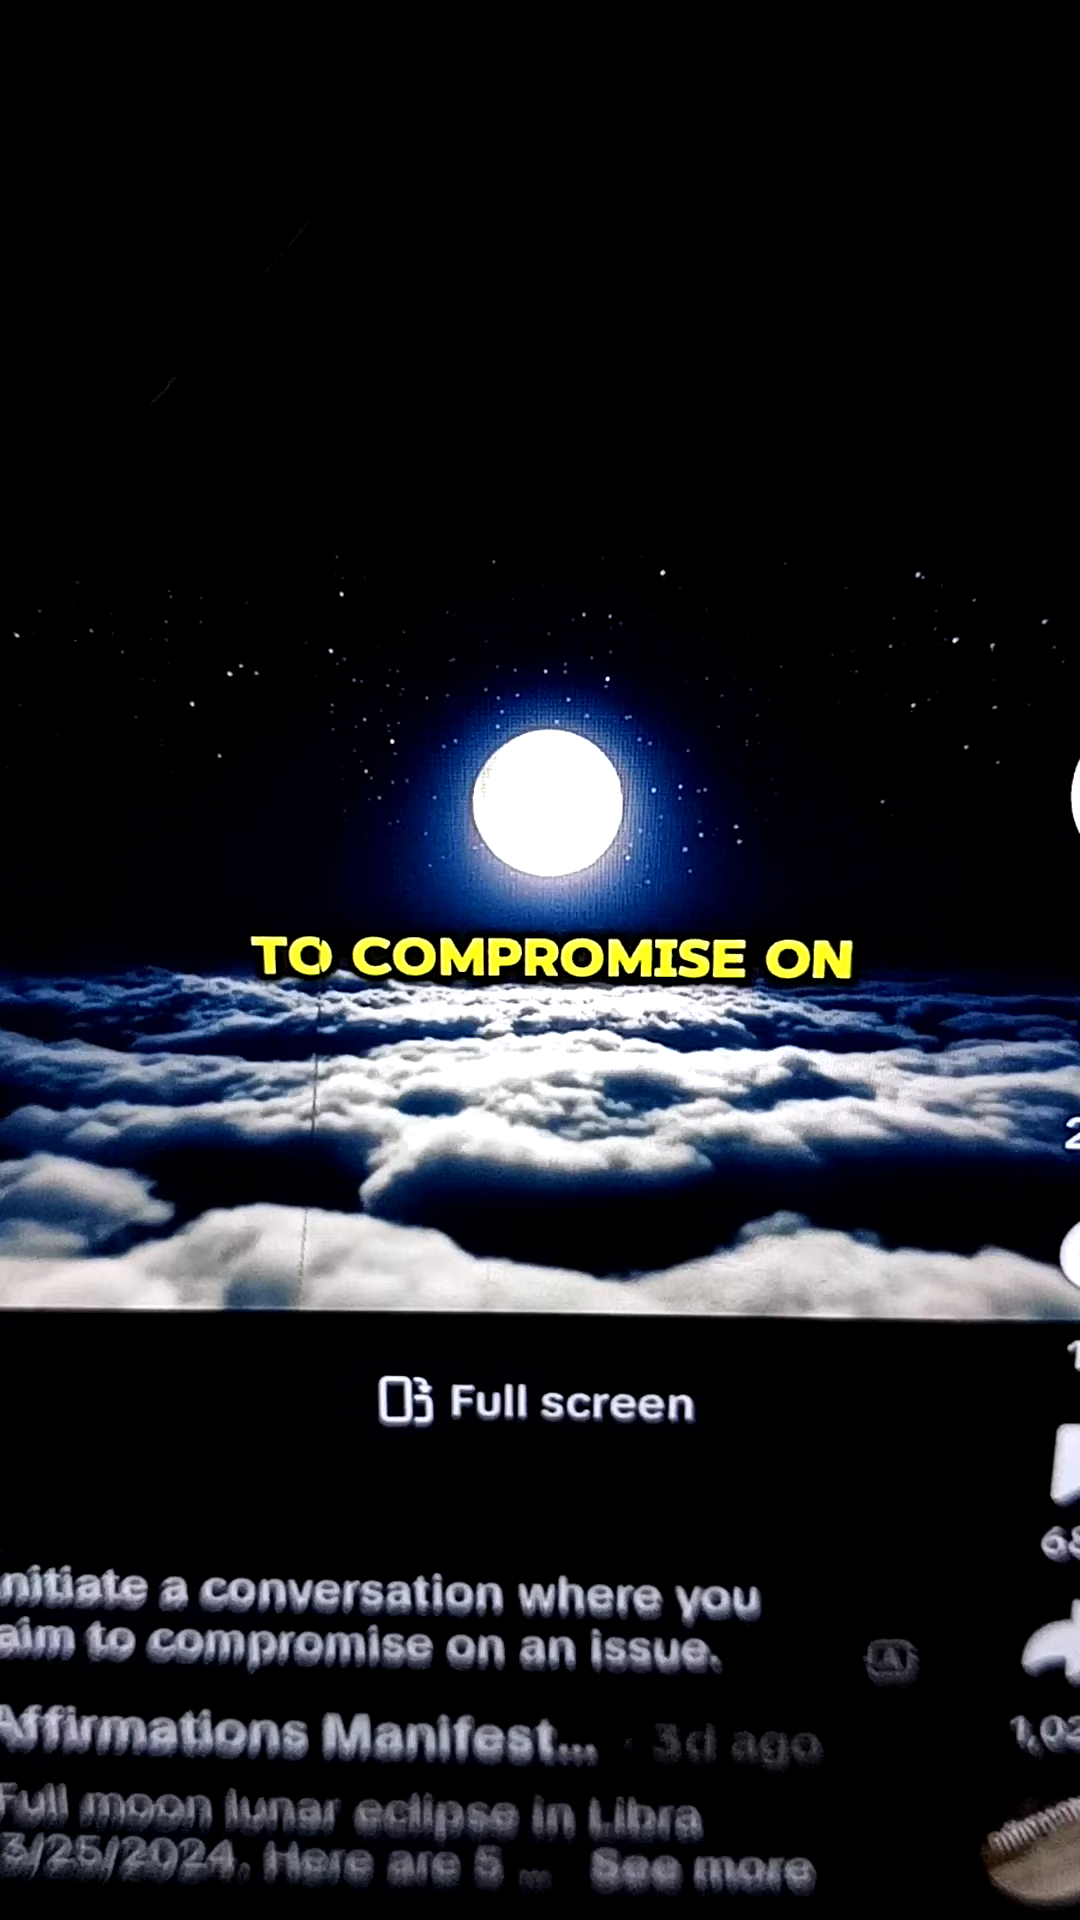 TO COMPROMISE ON
Full screen
nitiate a conversation where you
aim to compromise on an issue.
Affirmations Manifest... · 3d ago
Full moon lunar eclipse in Libra
3/25/2024. Here are 5 ... See more